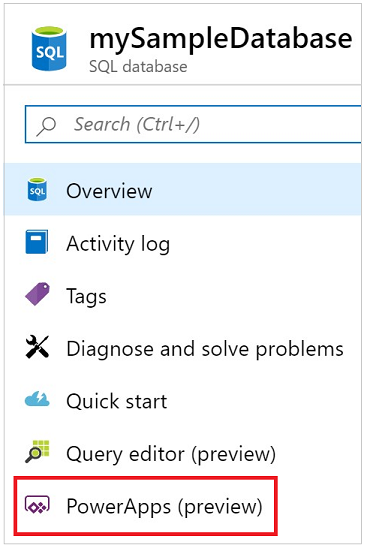 mySampleDatabase
SQL
SQL database
Search (Ctrl+/)
SQL
Overview
Activity log
Tags
Diagnose and solve problems
Quick start
Query editor (preview)
PowerApps (preview)